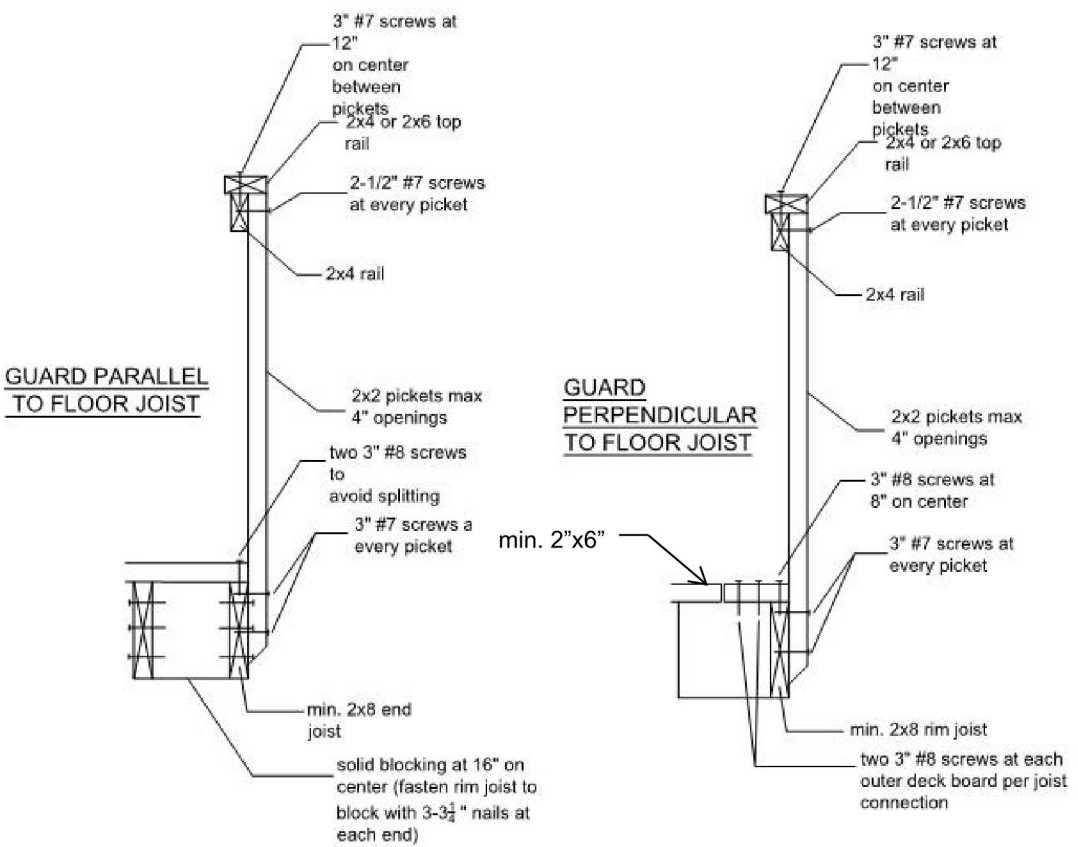 3" #7 screws at
12"
on center
between
pickets
2x4 or 2x6 top
rail
2-1/2" #7 screws
at every picket
2x4 rail
GUARD PARALLEL
TO FLOOR JOIST
2x2 pickets max
4" openings
two 3" #8 screws
to
avoid splitting
3" #7 screws a
every picket
min. 2x8 end
joist
solid blocking at 16" on
center (fasten rim joist to
block with 3-3¼ " nails at
each end)
3" #7 screws at
12"
on center
between
pickets
2x4 or 2x6 top
rail
2-1/2" #7 screws
at every picket
2x4 rail
GUARD
PERPENDICULAR
TO FLOOR JOIST
2x2 pickets max
4" openings
3" #8 screws at
8" on center
min. 2”x6”
3" #7 screws at
every picket
min. 2x8 rim joist
two 3" #8 screws at each
outer deck board per joist
connection